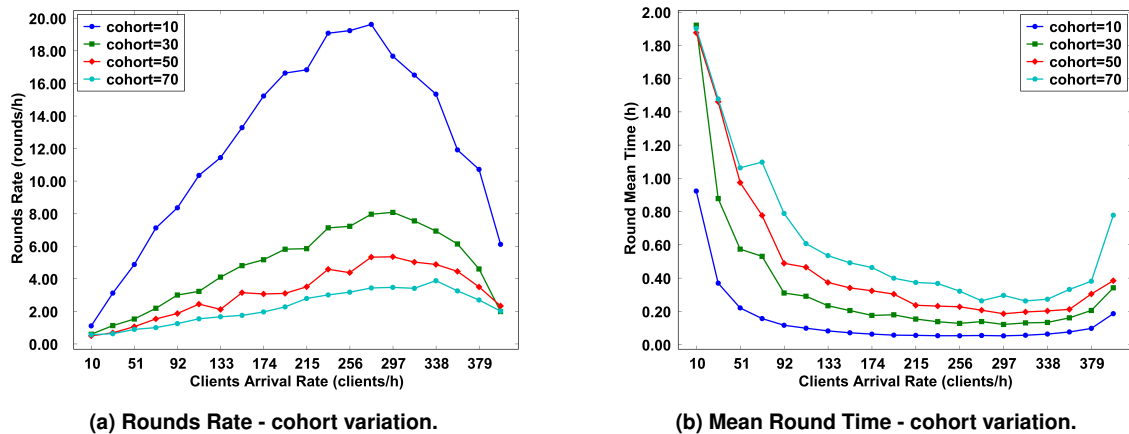 20.00
18.00
16.00
14.00
12.00
10.00
8.00
6.00
4.00
2.00
0.00
Rounds Rate (rounds/h)
cohort=10
cohort=30
cohort=50
cohort=70
10 51 92 133 174 215 256 297 338 379
Clients Arrival Rate (clients/h)
(a) Rounds Rate - cohort variation.
2.00
1.80
1.60
1.40
1.20
1.00
0.80
0.60
0.40
0.20
0.00
Round Mean Time (h)
cohort=10
cohort=30
cohort=50
cohort=70
10 51 92 133 174 215 256 297 338 379
Clients Arrival Rate (clients/h)
(b) Mean Round Time - cohort variation.